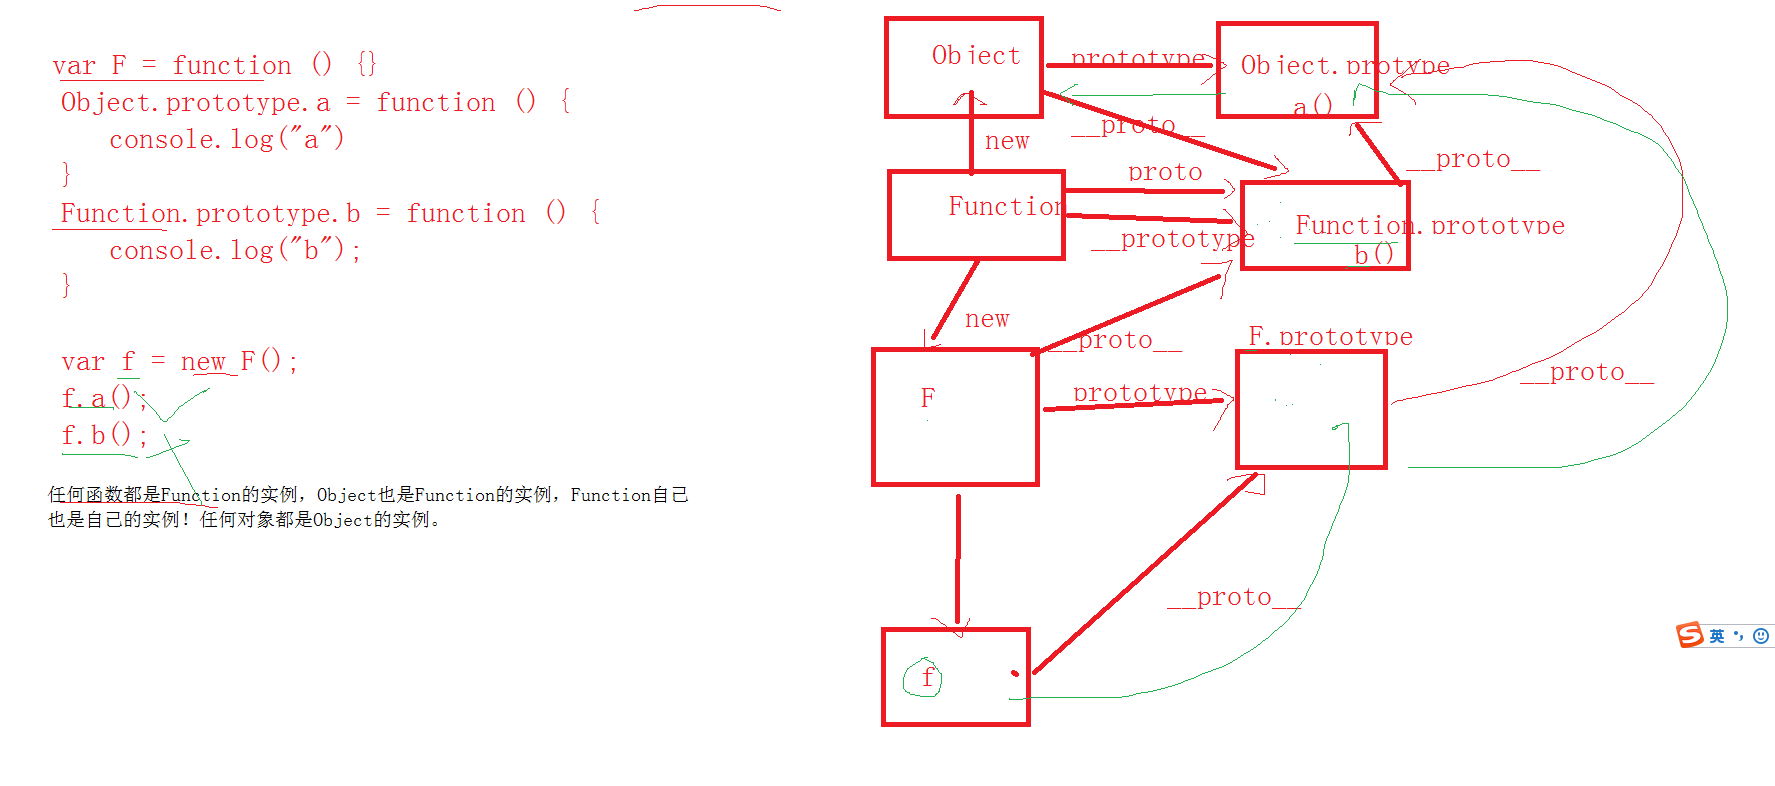 var F = function () {}
Object.prototype.a = function () {
console.log("a")
}
Function.prototype.b = function () {
console.log("b");
}
var f = new F();
f.a();
f.b();
任何函数都是Function的实例，Object也是Function的实例，Function自己
也是自己的实例！任何对象都是Object的实例。
Object
prototype
Object.protype
a()
__proto__
new
__proto__
proto
Function
Function.prototype
__prototype
b()
new
F.prototype
__proto__
__proto__
F
prototype
__proto__
f
英